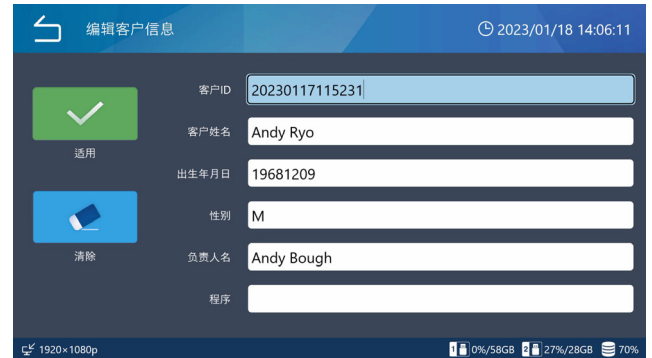 编辑客户信息 2023/01/18 14:06:11
客户ID 20230117115231
客户姓名 Andy Ryo
适用
出生年月日 19681209
性别 M
清除
负责人名 Andy Bough
程序
1920×1080p 1 0%/58GB 2 27%/28GB 70%